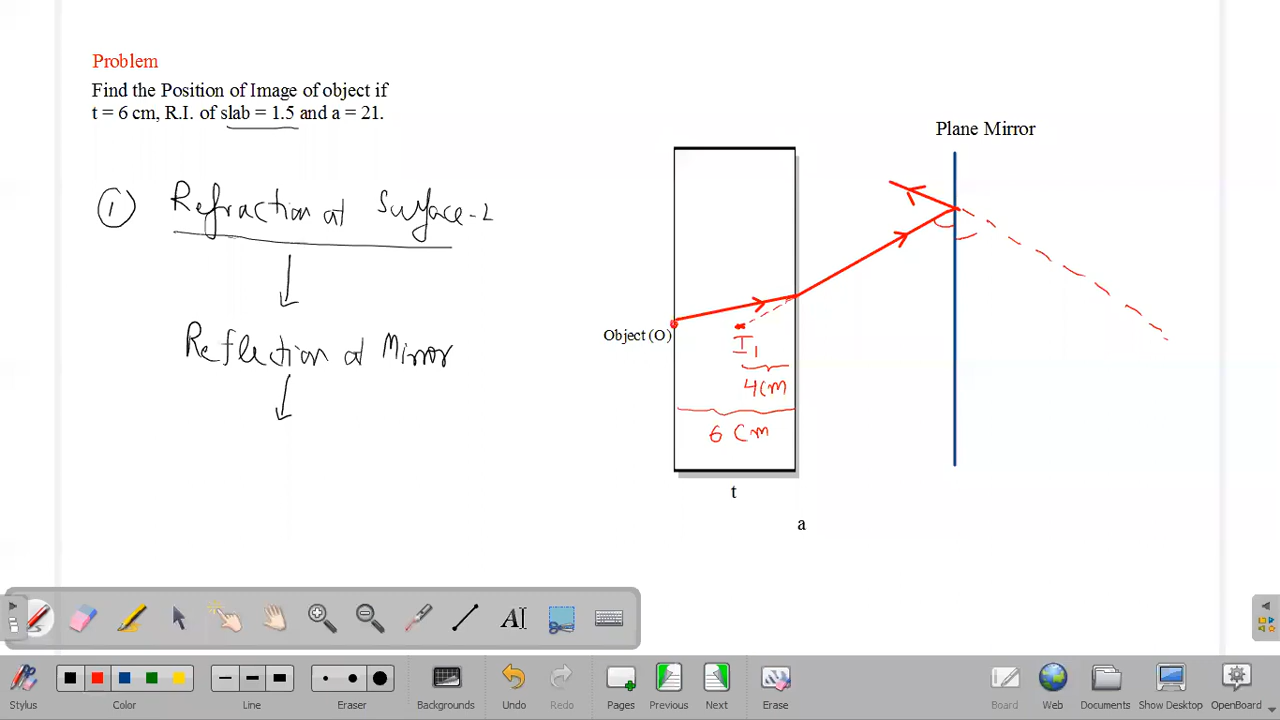 Problem
Find the Position of Image of object if
t = 6 cm, R.I. of slab = 1.5 and a = 21.
Plane Mirror
① Refraction at Surface-2
Reflection at Mirror
Object (O)
I1
4cm
6 cm
t
a
Stylus
Color
Line
Eraser
Backgrounds
Undo
Redo
Pages
Previous
Next
Erase
Board
Web
Documents
Show Desktop
OpenBoard